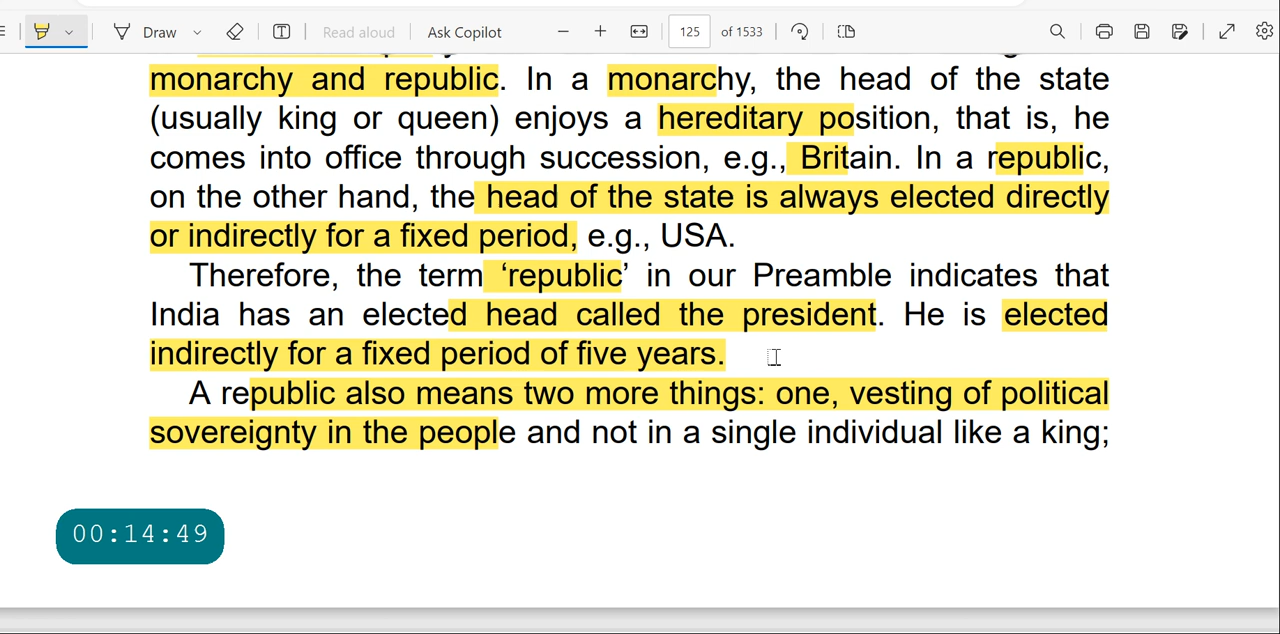 Draw
Read aloud
Ask Copilot
125 of 1533
monarchy and republic. In a monarchy, the head of the state
(usually king or queen) enjoys a hereditary position, that is, he
comes into office through succession, e.g., Britain. In a republic,
on the other hand, the head of the state is always elected directly
or indirectly for a fixed period, e.g., USA.
Therefore, the term ‘republic’ in our Preamble indicates that
India has an elected head called the president. He is elected
indirectly for a fixed period of five years.
A republic also means two more things: one, vesting of political
sovereignty in the people and not in a single individual like a king;
00:14:49